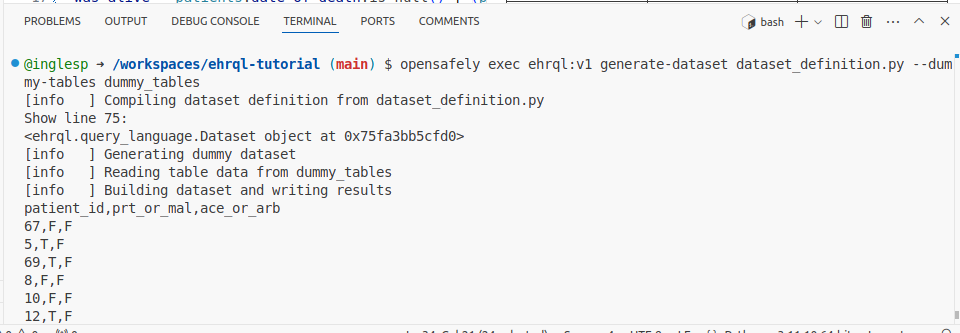 PROBLEMS OUTPUT DEBUG CONSOLE TERMINAL PORTS COMMENTS bash
@inglesp → /workspaces/ehrql-tutorial (main) $ opensafely exec ehrql:v1 generate-dataset dataset_definition.py --dum
my-tables dummy_tables
[info   ] Compiling dataset definition from dataset_definition.py
Show line 75:
<ehrql.query_language.Dataset object at 0x75fa3bb5cfd0>
[info   ] Generating dummy dataset
[info   ] Reading table data from dummy_tables
[info   ] Building dataset and writing results
patient_id,prt_or_mal,ace_or_arb
67,F,F
5,T,F
69,T,F
8,F,F
10,F,F
12,T,F